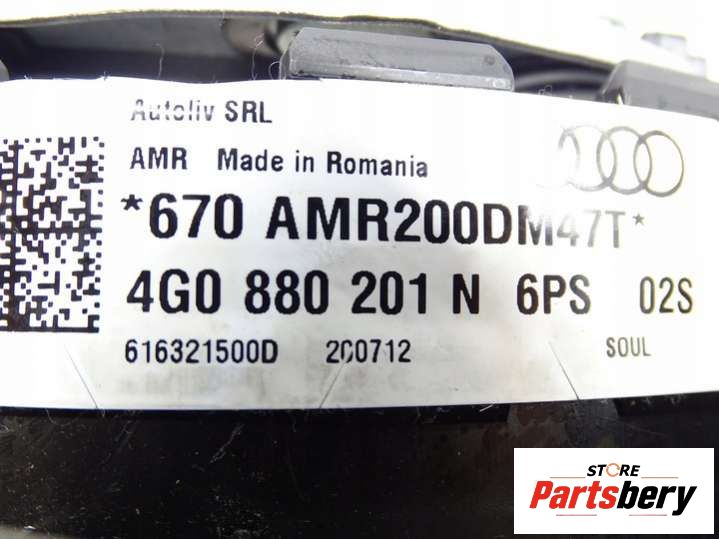 Autoliv SRL
AMR Made in Romania
*670 AMR200DM47T*
4G0 880 201 N 6PS 02S
616321500D 200712 SOUL
STORE
Partsbery